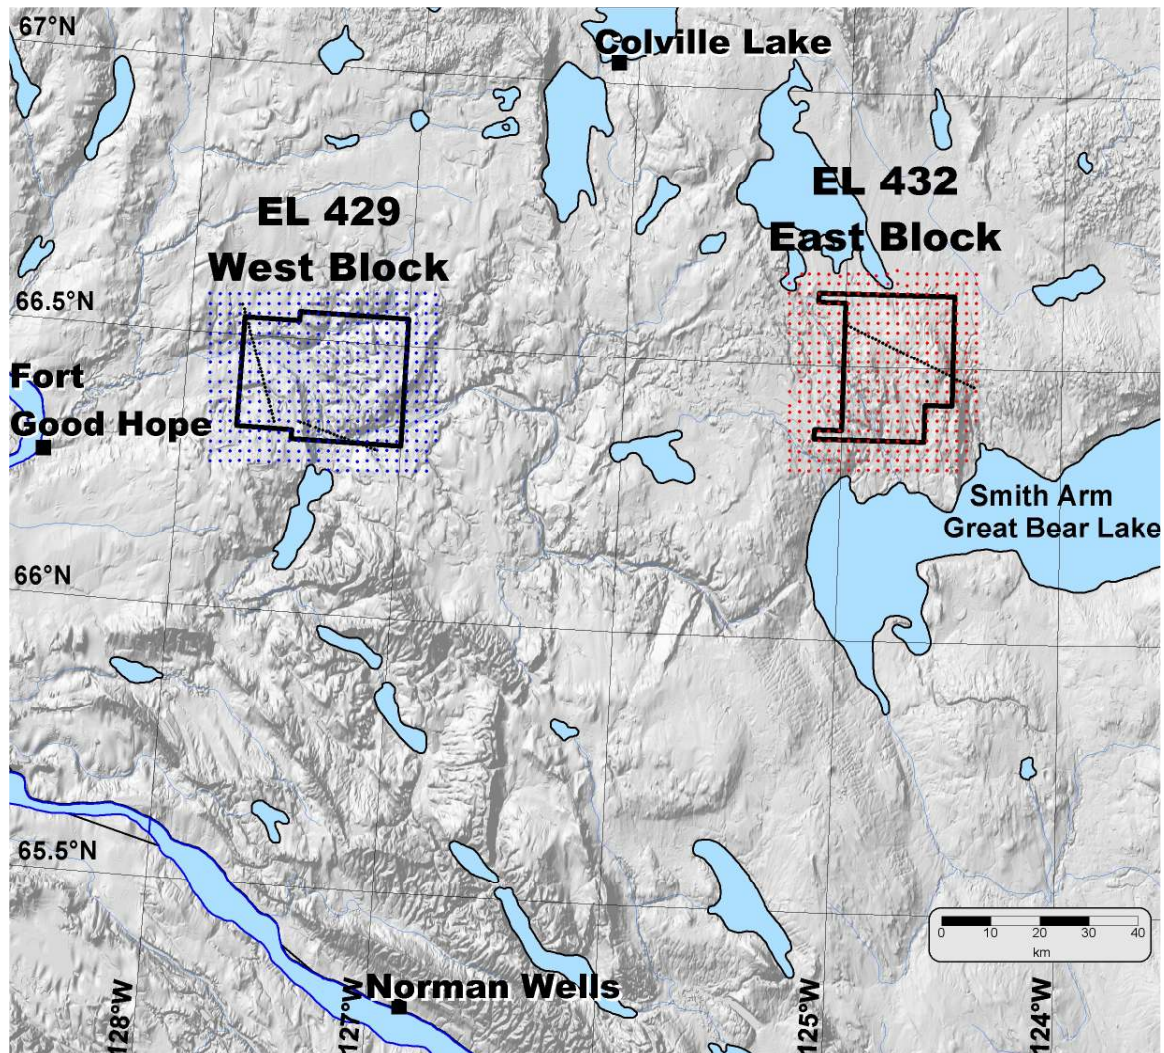 67°N
Colville Lake
EL 432
East Block
EL 429
West Block
66.5°N
Fort
Good Hope
Smith Arm
Great Bear Lake
66°N
65.5°N
0 10 20 30 40
km
Norman Wells
128°W
127°W
125°W
124°W